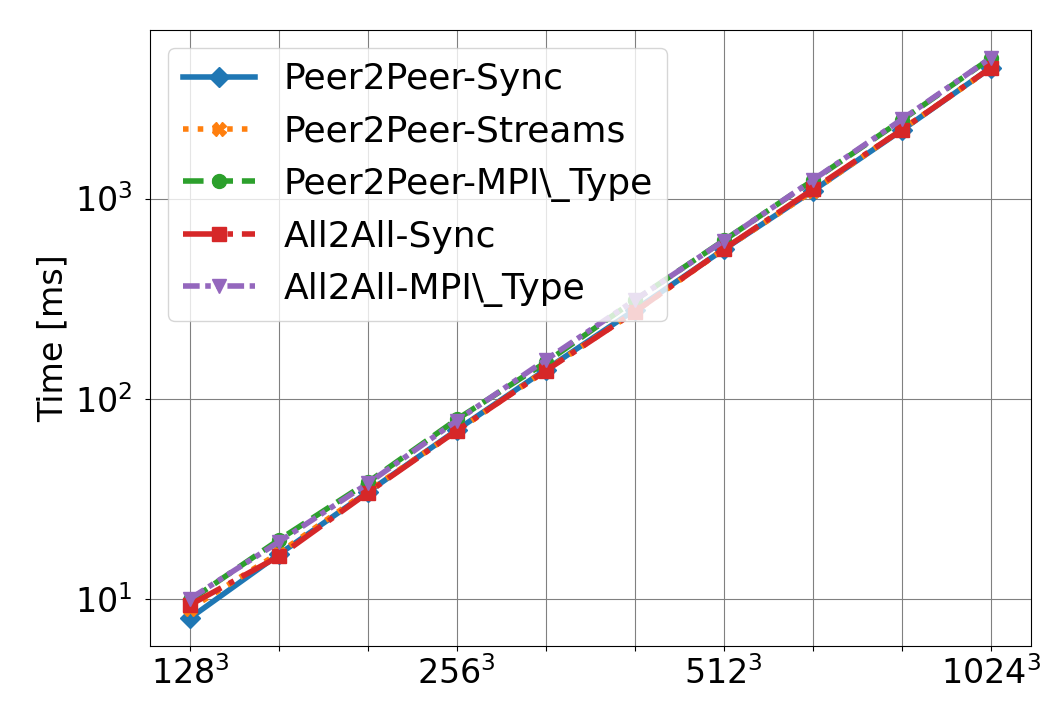 Peer2Peer-Sync
Peer2Peer-Streams
Peer2Peer-MPI\_Type
All2All-Sync
All2All-MPI\_Type
Time [ms]
10³
10²
10¹
128³ 256³ 512³ 1024³